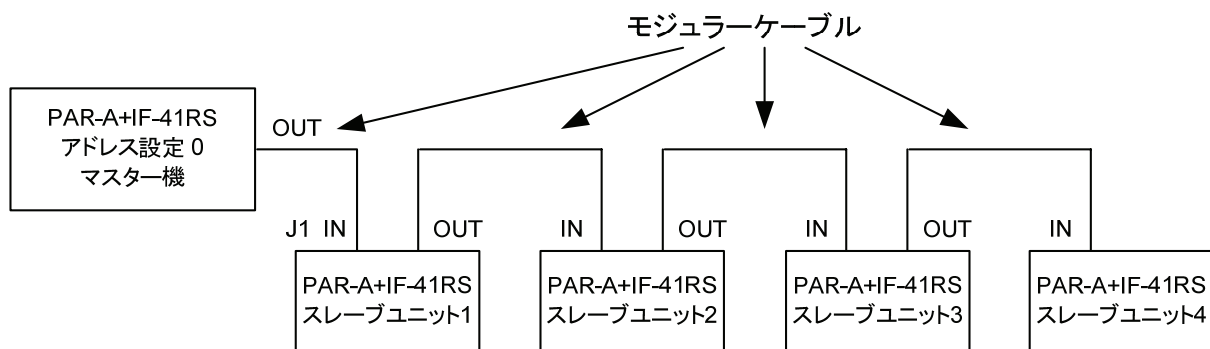 モジュラーケーブル
PAR-A+IF-41RS
アドレス設定 0
マスター機
OUT
J1 IN
OUT
IN
OUT
IN
OUT
IN
PAR-A+IF-41RS
スレーブユニット1
PAR-A+IF-41RS
スレーブユニット2
PAR-A+IF-41RS
スレーブユニット3
PAR-A+IF-41RS
スレーブユニット4